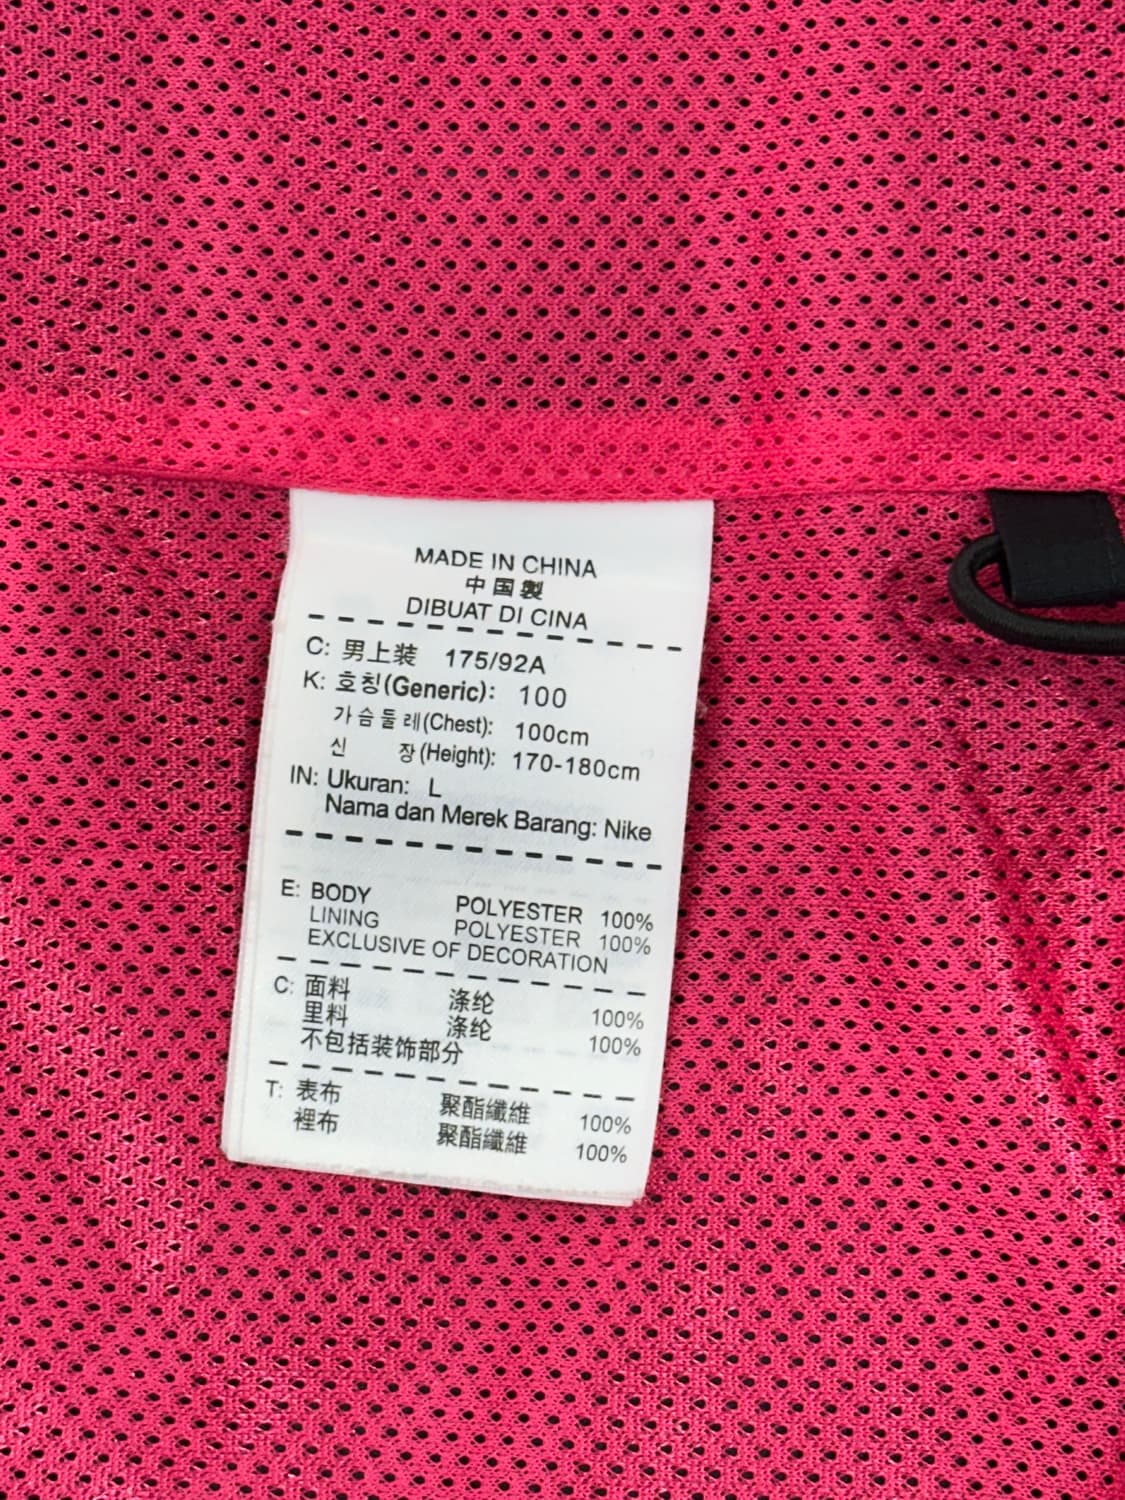 MADE IN CHINA
中国製
DIBUAT DI CINA
C: 男上装 175/92A
K: 호칭(Generic): 100
가슴둘레(Chest): 100cm
신 장(Height): 170-180cm
IN: Ukuran: L
Nama dan Merek Barang: Nike
E: BODY POLYESTER 100%
LINING POLYESTER 100%
EXCLUSIVE OF DECORATION
C: 面料 涤纶 100%
里料 涤纶 100%
不包括装饰部分
T: 表布 聚酯纖維 100%
裡布 聚酯纖維 100%